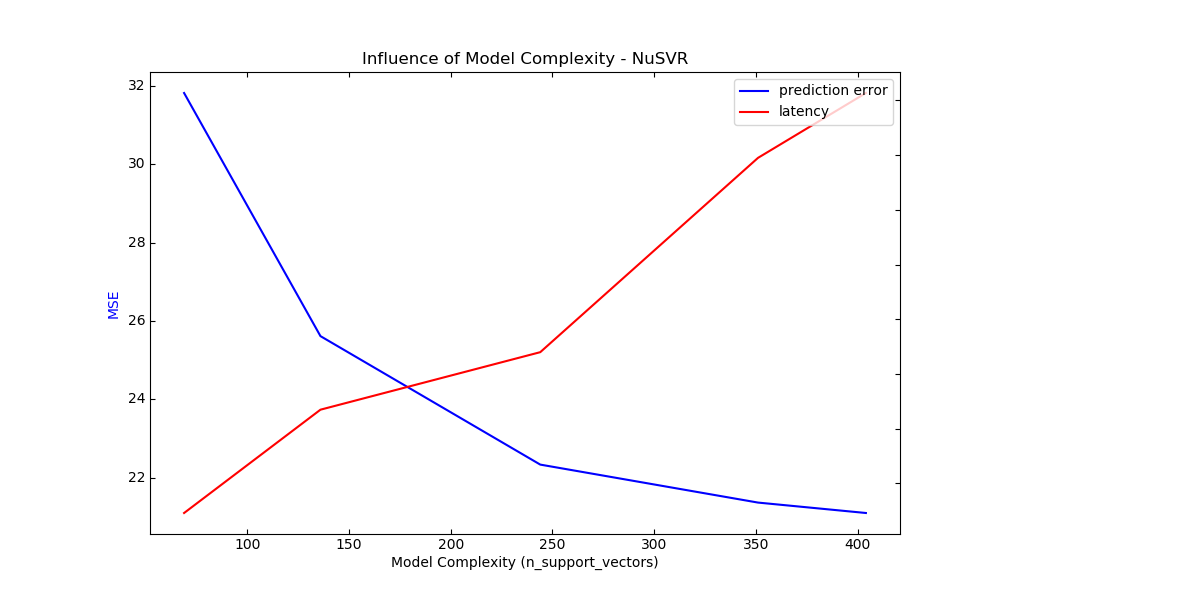 Influence of Model Complexity - NuSVR
prediction error
latency
32
30
28
26
24
22
MSE
100 150 200 250 300 350 400
Model Complexity (n_support_vectors)